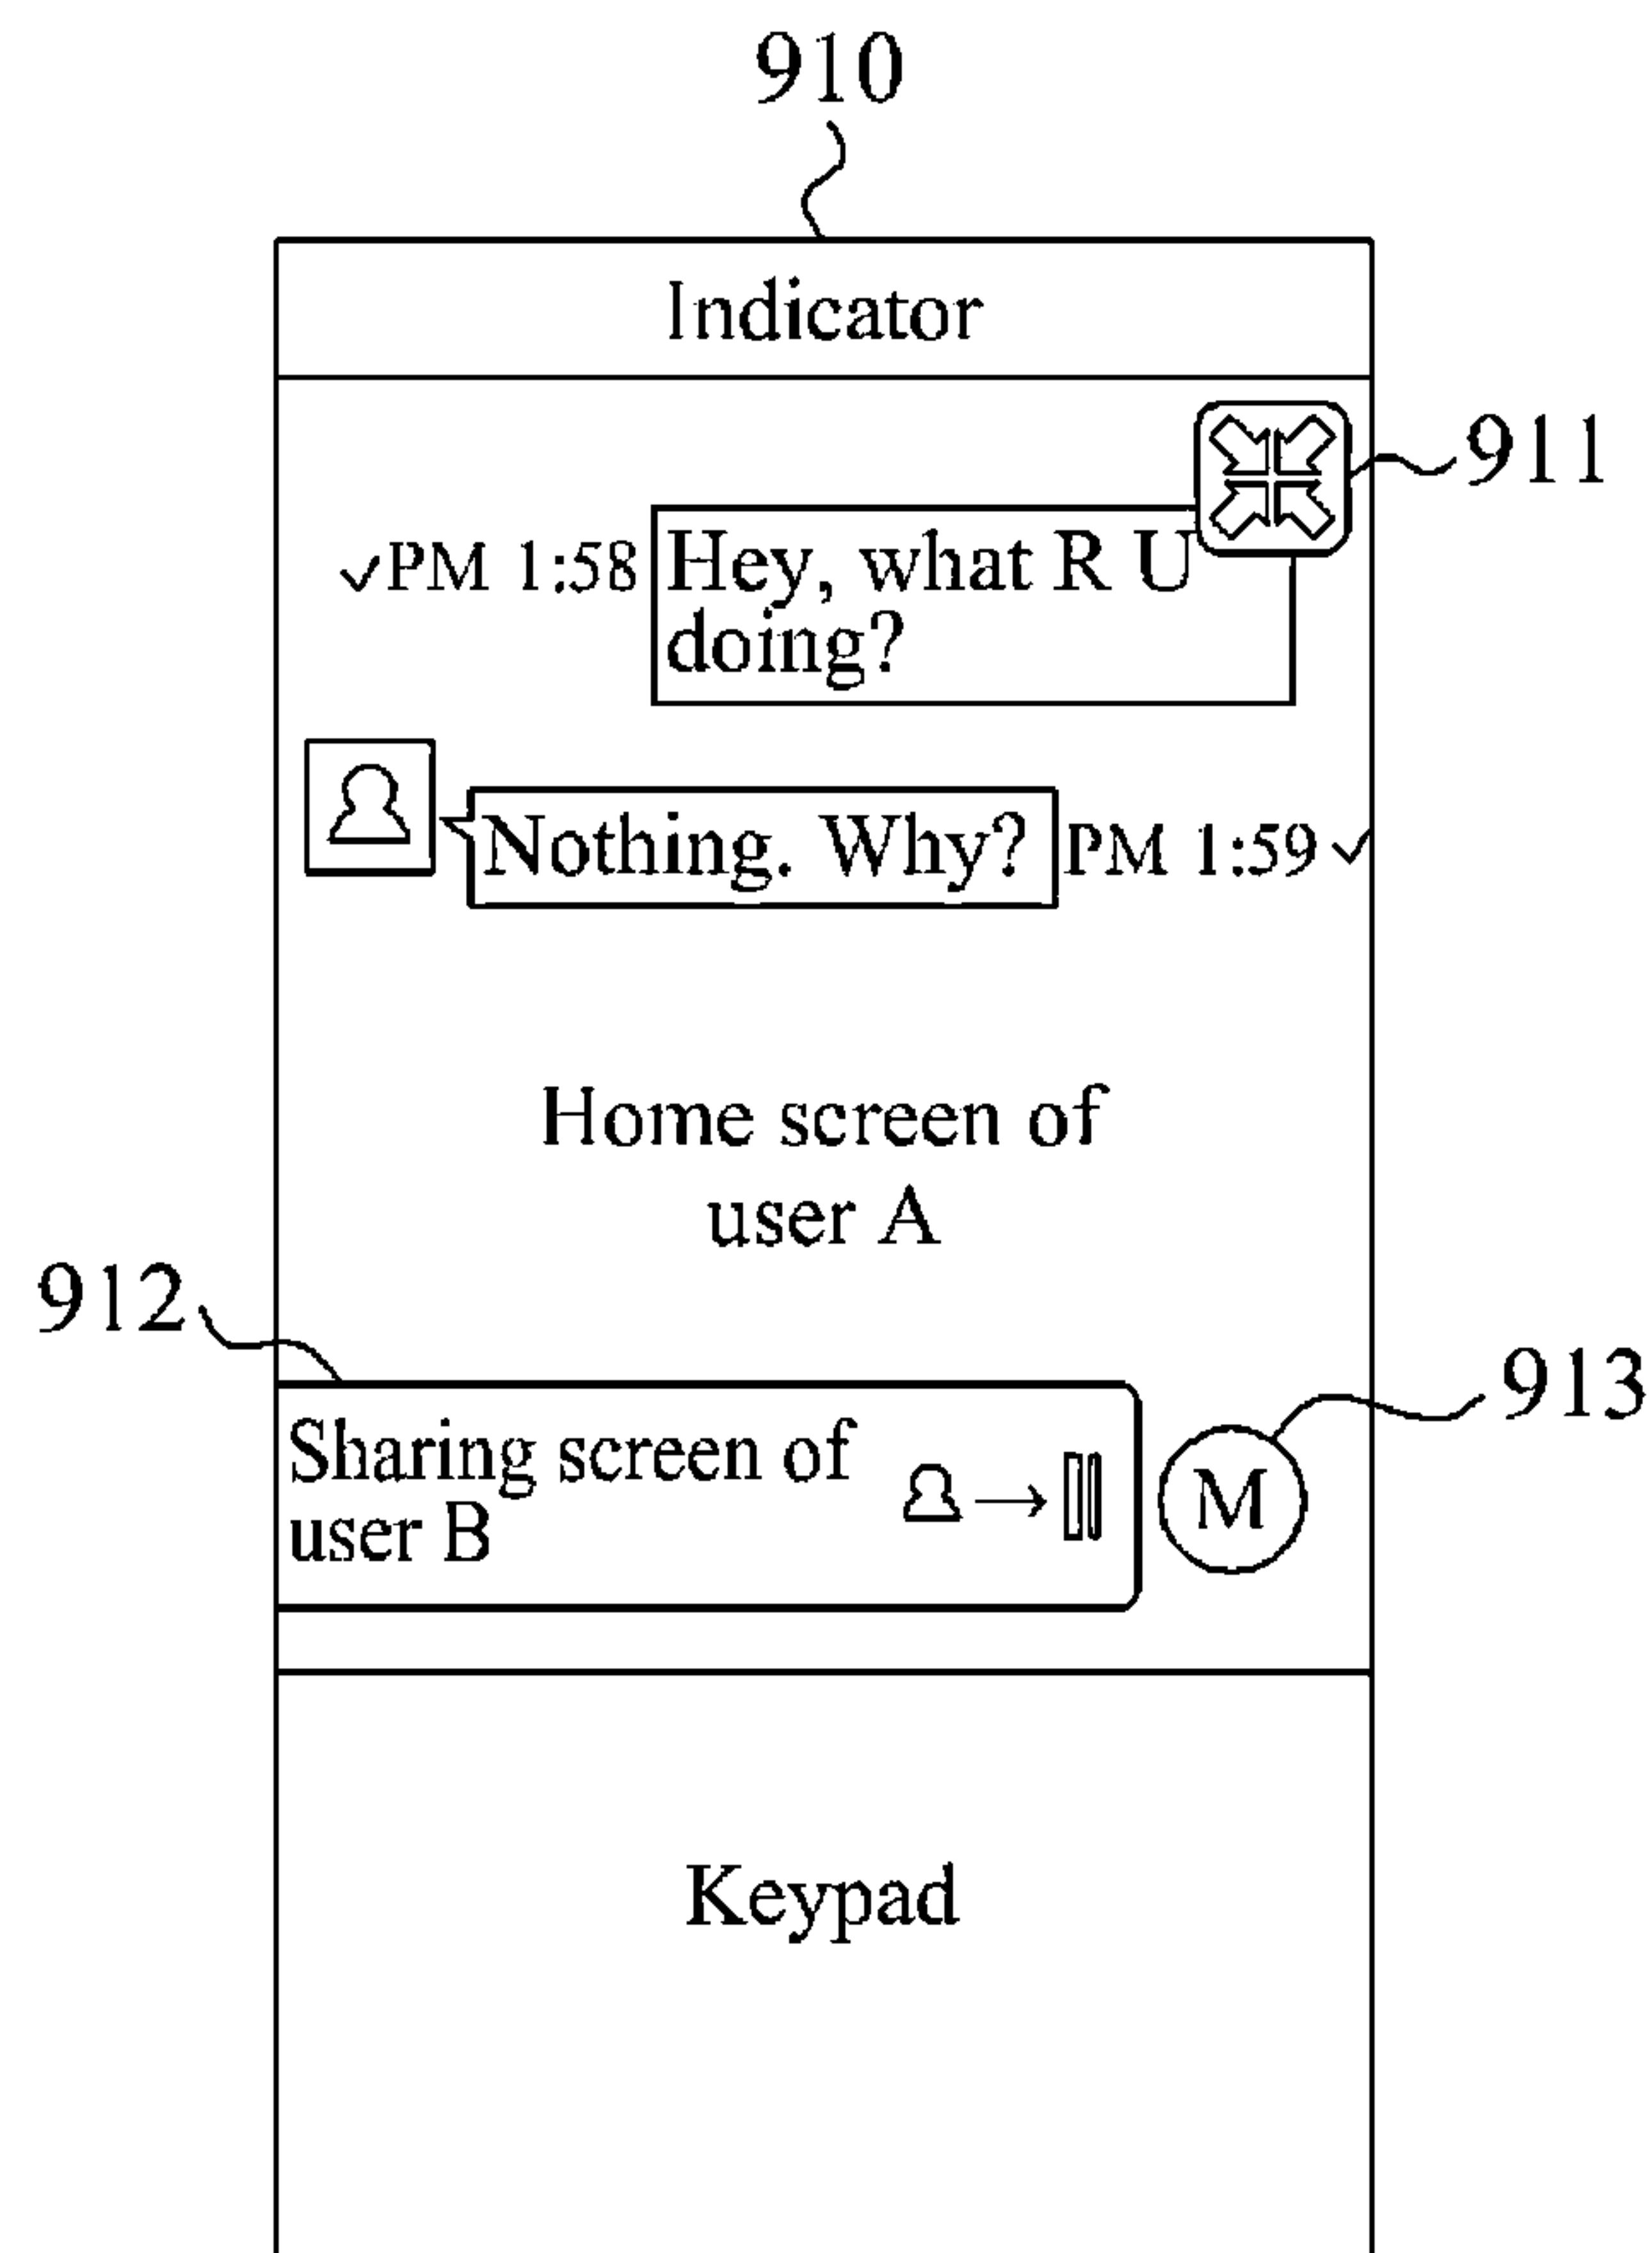 910
Indicator
911
✓PM 1:58
Hey, what R U
doing?
Nothing. Why?
PM 1:59 ✓
Home screen of
user A
912
913
Sharing screen of
user B
M
Keypad